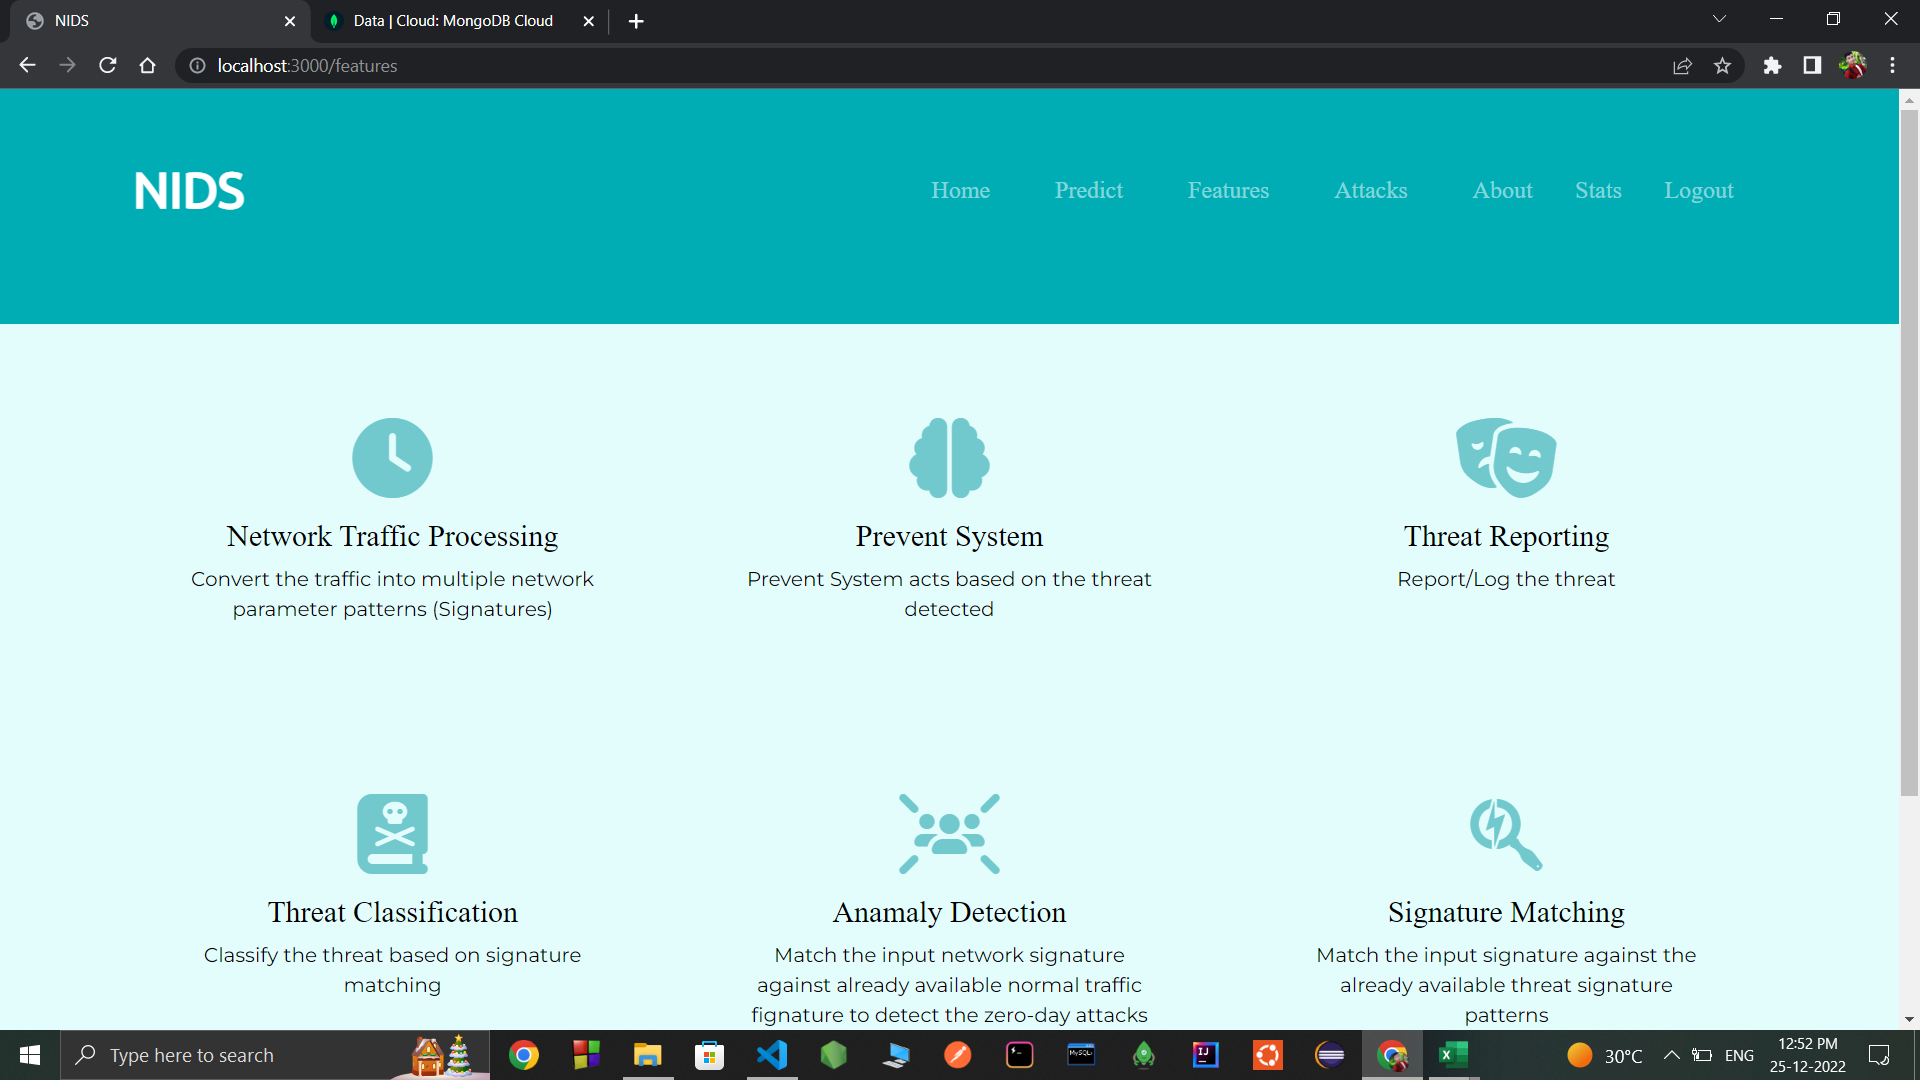 NIDS
Data | Cloud: MongoDB Cloud
localhost:3000/features
NIDS
Home Predict Features Attacks About Stats Logout
Network Traffic Processing
Convert the traffic into multiple network
parameter patterns (Signatures)
Prevent System
Prevent System acts based on the threat
detected
Threat Reporting
Report/Log the threat
Threat Classification
Classify the threat based on signature
matching
Anamaly Detection
Match the input network signature
against already available normal traffic
fignature to detect the zero-day attacks
Signature Matching
Match the input signature against the
already available threat signature
patterns
Type here to search
MySQL
IJ
X
30°C
ENG
12:52 PM
25-12-2022